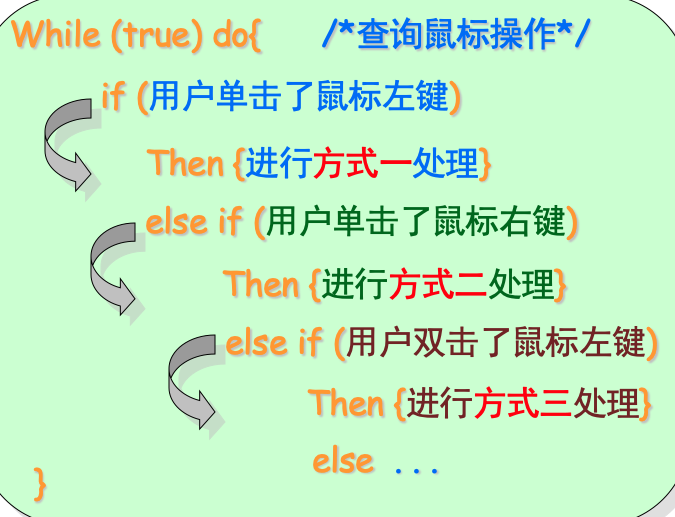 While (true) do{ /*查询鼠标操作*/
if (用户单击了鼠标左键)
Then {进行方式一处理}
else if (用户单击了鼠标右键)
Then {进行方式二处理}
else if (用户双击了鼠标左键)
Then {进行方式三处理}
else ...
}